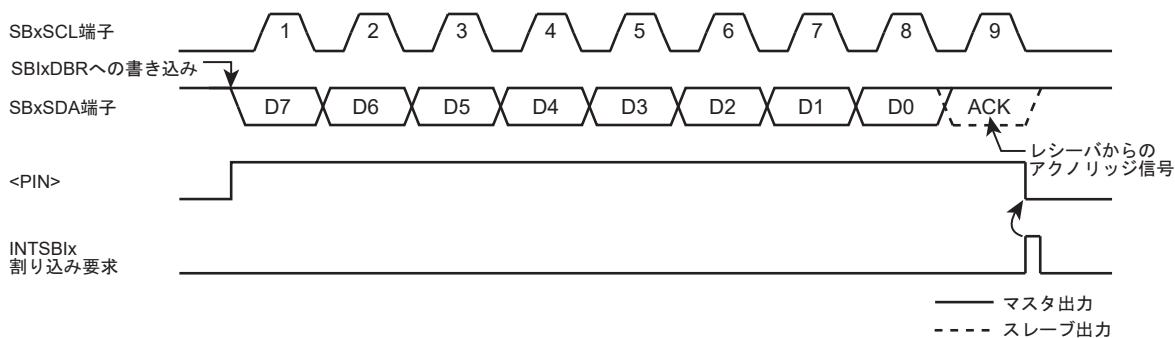 SBxSCL端子
1 2 3 4 5 6 7 8 9
SBIxDBRへの書き込み
SBxSDA端子
D7 D6 D5 D4 D3 D2 D1 D0 ACK
レシーバからの
アクノリッジ信号
<PIN>
INTSBIx
割り込み要求
マスタ出力
スレーブ出力